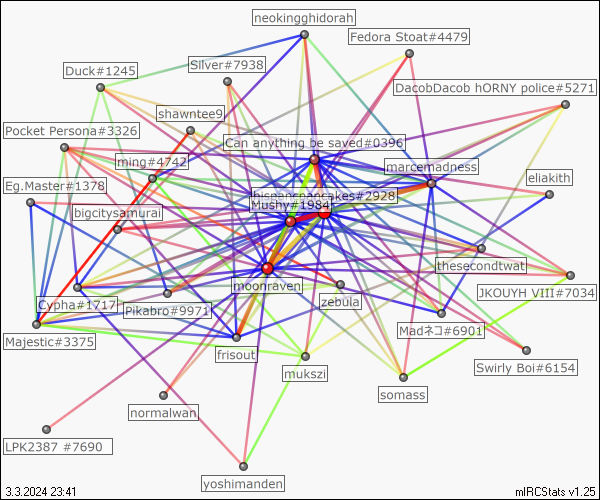 neokingghidorah
Fedora Stoat#4479
Silver#7938
Duck#1245
DacobDacob hORNY police#5271
shawntee9
Pocket Persona#3326
Can anything be saved#0396
ming#4742
marcemadness
Eg.Master#1378
eliakith
hispanicpancakes#2928
Mushy#1984
bigcitysamurai
thesecondtwat
moonraven
JKOUYH VIII#7034
zebula
Cypha#1717
Pikabro#9971
Madネコ#6901
Majestic#3375
frisout
Swirly Boi#6154
mukszi
somass
normalwan
LPK2387 #7690
yoshimanden
3.3.2024 23:41
mIRCStats v1.25